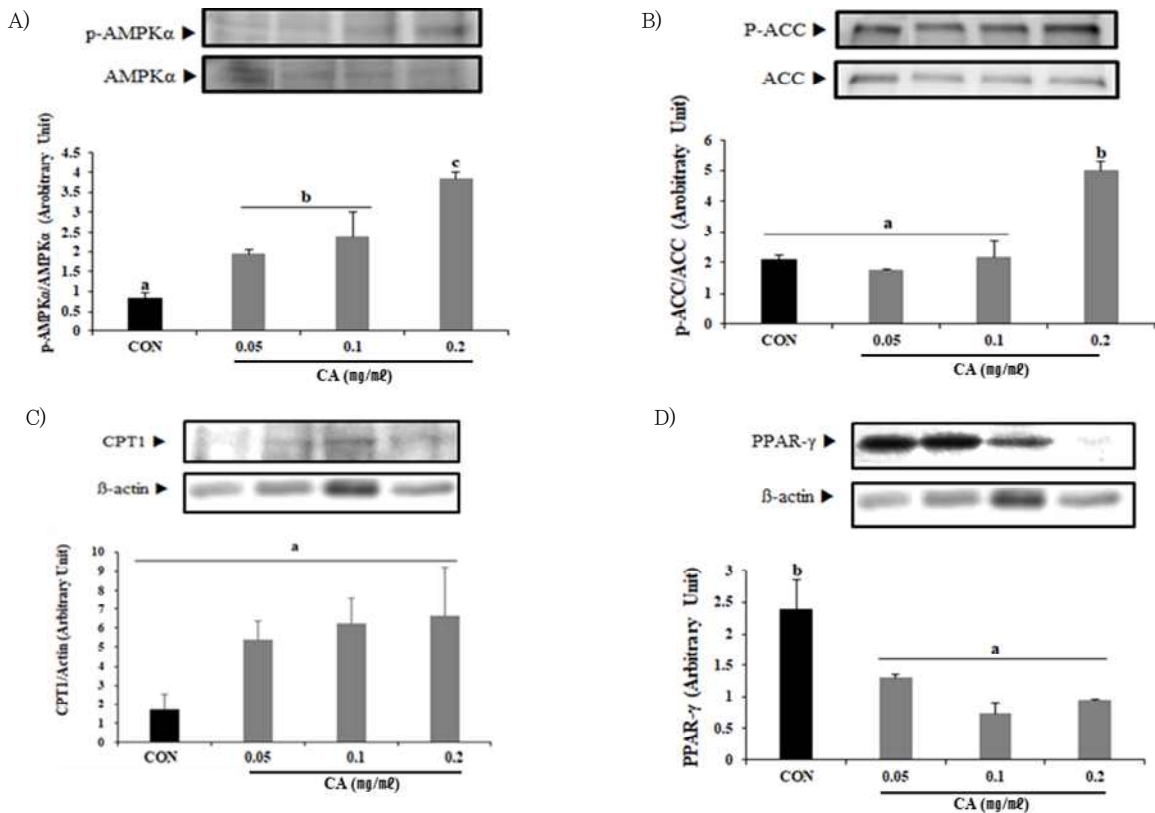 A)
p-AMPKα ►
AMPKα ►
p-AMPKα/AMPKα (Arobitrary Unit)
4.5
4
3.5
3
2.5
2
1.5
1
0.5
0
a
b
c
CON
0.05
0.1
0.2
CA (㎎/㎖)
B)
P-ACC ►
ACC ►
p-ACC/ACC (Arobitraty Unit)
6
5
4
3
2
1
0
a
b
CON
0.05
0.1
0.2
CA (㎎/㎖)
C)
CPT1 ►
ß-actin ►
CPT1/Actin (Arbitrary Unit)
10
9
8
7
6
5
4
3
2
1
0
a
CON
0.05
0.1
0.2
CA (㎎/㎖)
D)
PPAR-γ ►
ß-actin ►
PPAR-γ (Arbitrary Unit)
3
2.5
2
1.5
1
0.5
0
b
a
CON
0.05
0.1
0.2
CA (㎎/㎖)